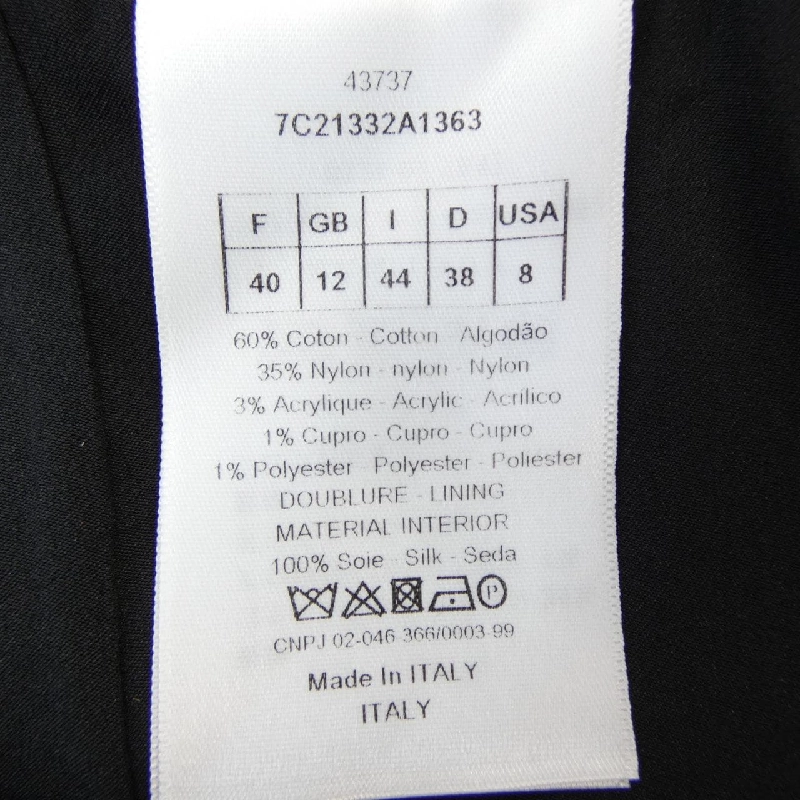 43737
7C21332A1363
F GB I D USA
40 12 44 38 8
60% Coton - Cotton - Algodão
35% Nylon - nylon - Nylon
3% Acrylique - Acrylic - Acrílico
1% Cupro - Cupro - Cupro
1% Polyester - Polyester - Poliester
DOUBLURE - LINING
MATERIAL INTERIOR
100% Soie - Silk - Seda
P
CNPJ 02-046 366/0003-99
Made In ITALY
ITALY